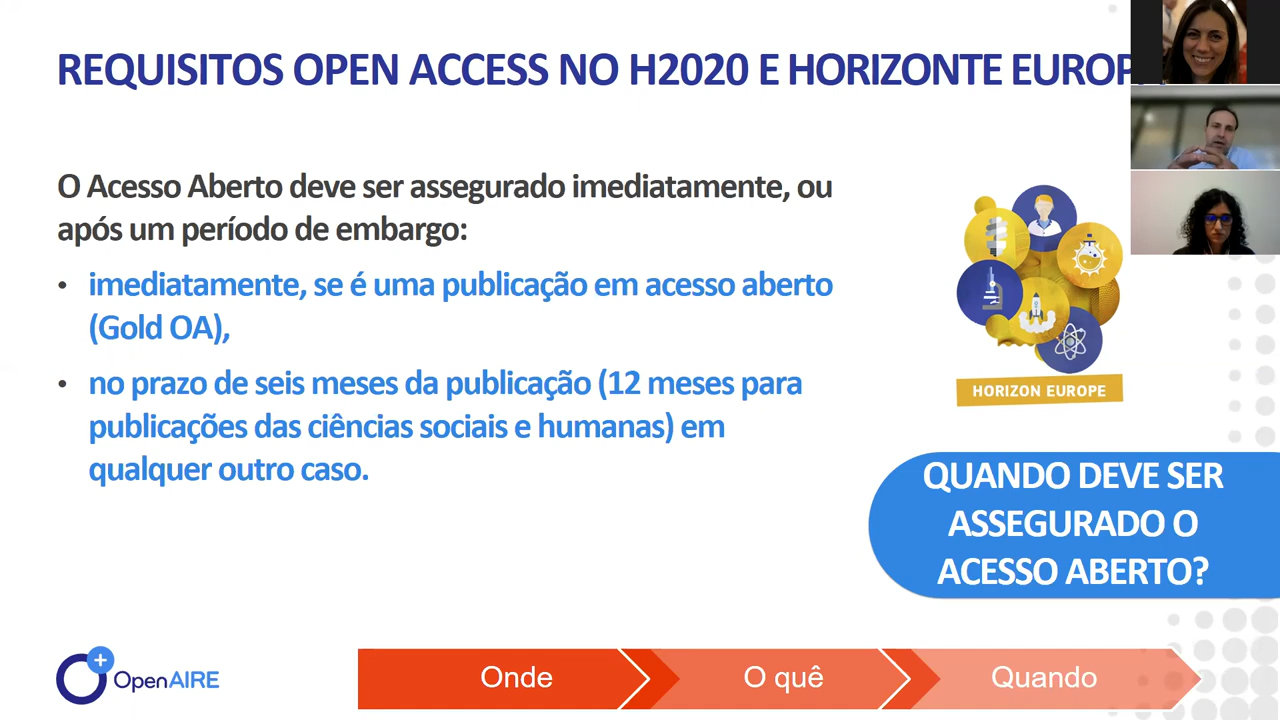 REQUISITOS OPEN ACCESS NO H2020 E HORIZONTE EUROP
O Acesso Aberto deve ser assegurado imediatamente, ou
após um período de embargo:
• imediatamente, se é uma publicação em acesso aberto
(Gold OA),
• no prazo de seis meses da publicação (12 meses para
publicações das ciências sociais e humanas) em
qualquer outro caso.
HORIZON EUROPE
QUANDO DEVE SER
ASSEGURADO O
ACESSO ABERTO?
OpenAIRE
Onde
O quê
Quando